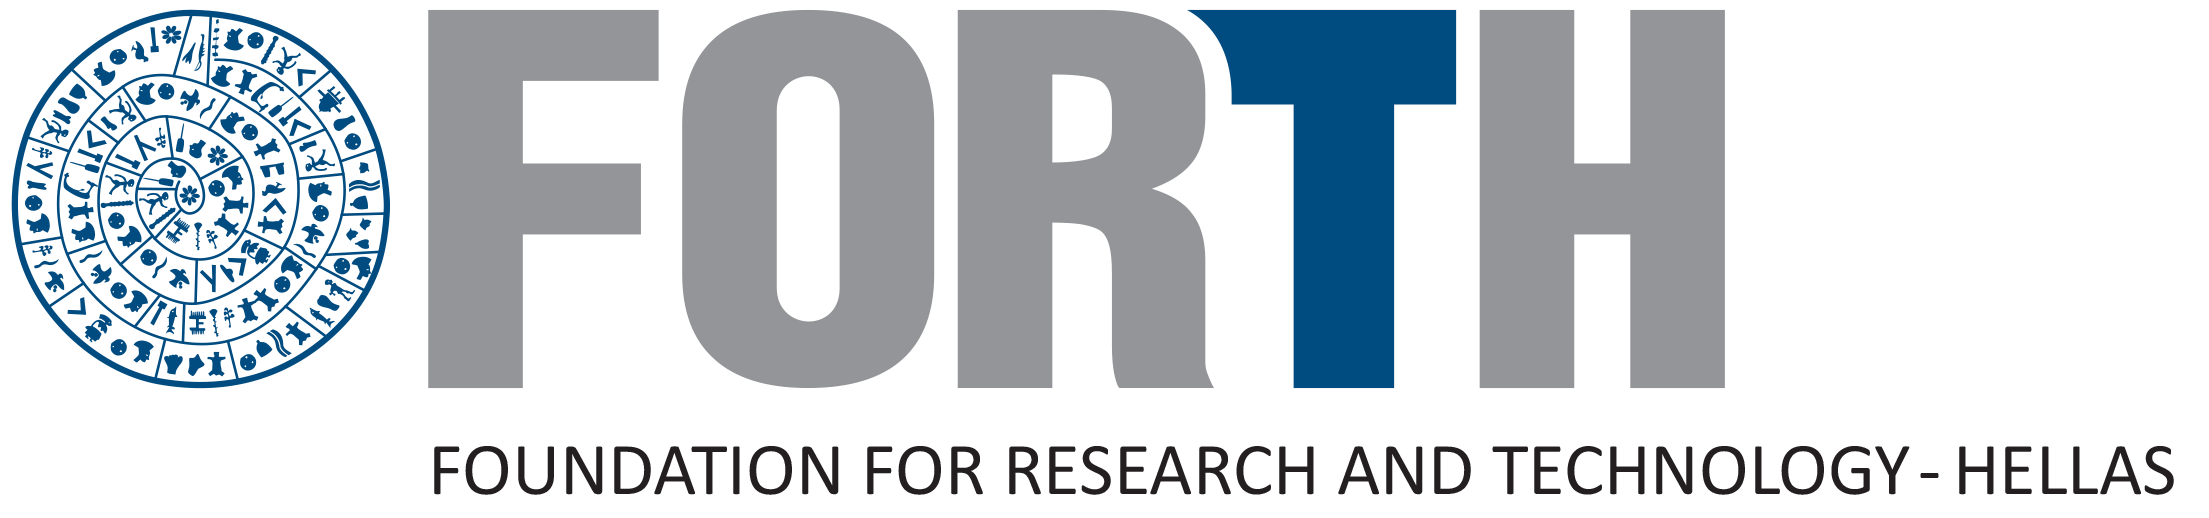 FORTH
FOUNDATION FOR RESEARCH AND TECHNOLOGY - HELLAS